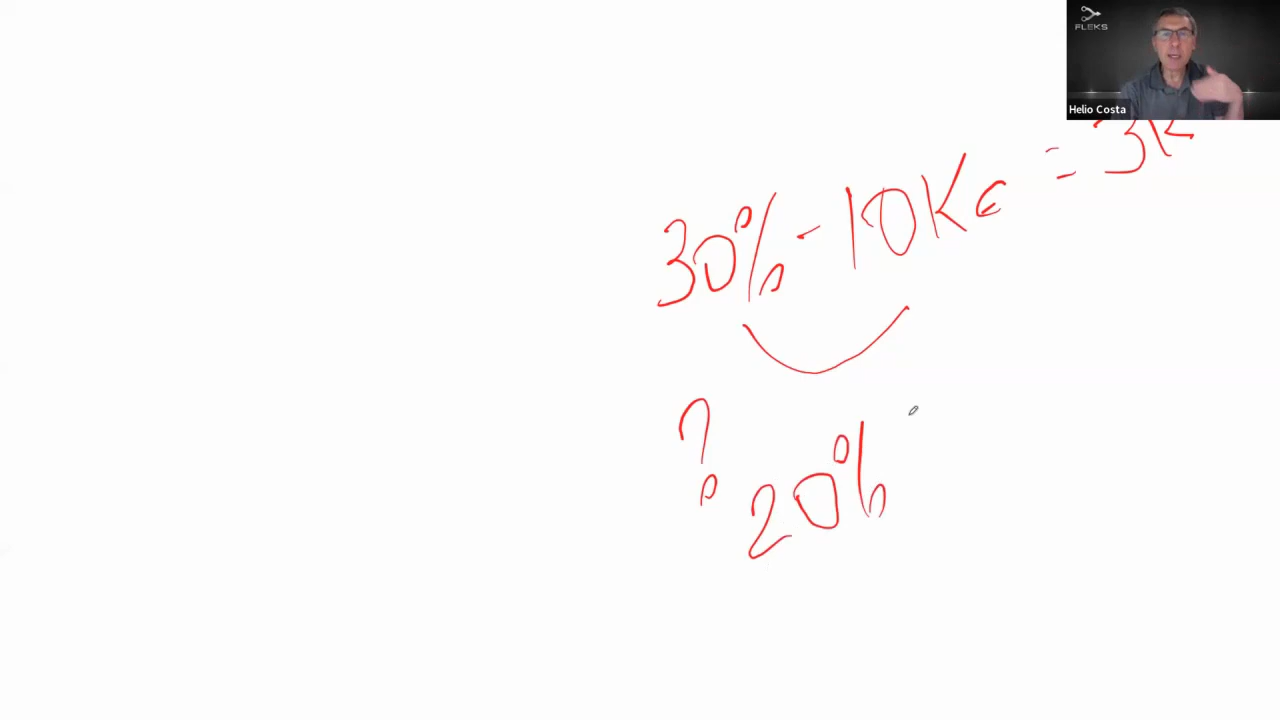 FLEKS
Helio Costa
30% - 10K€ = 3K
? 20%